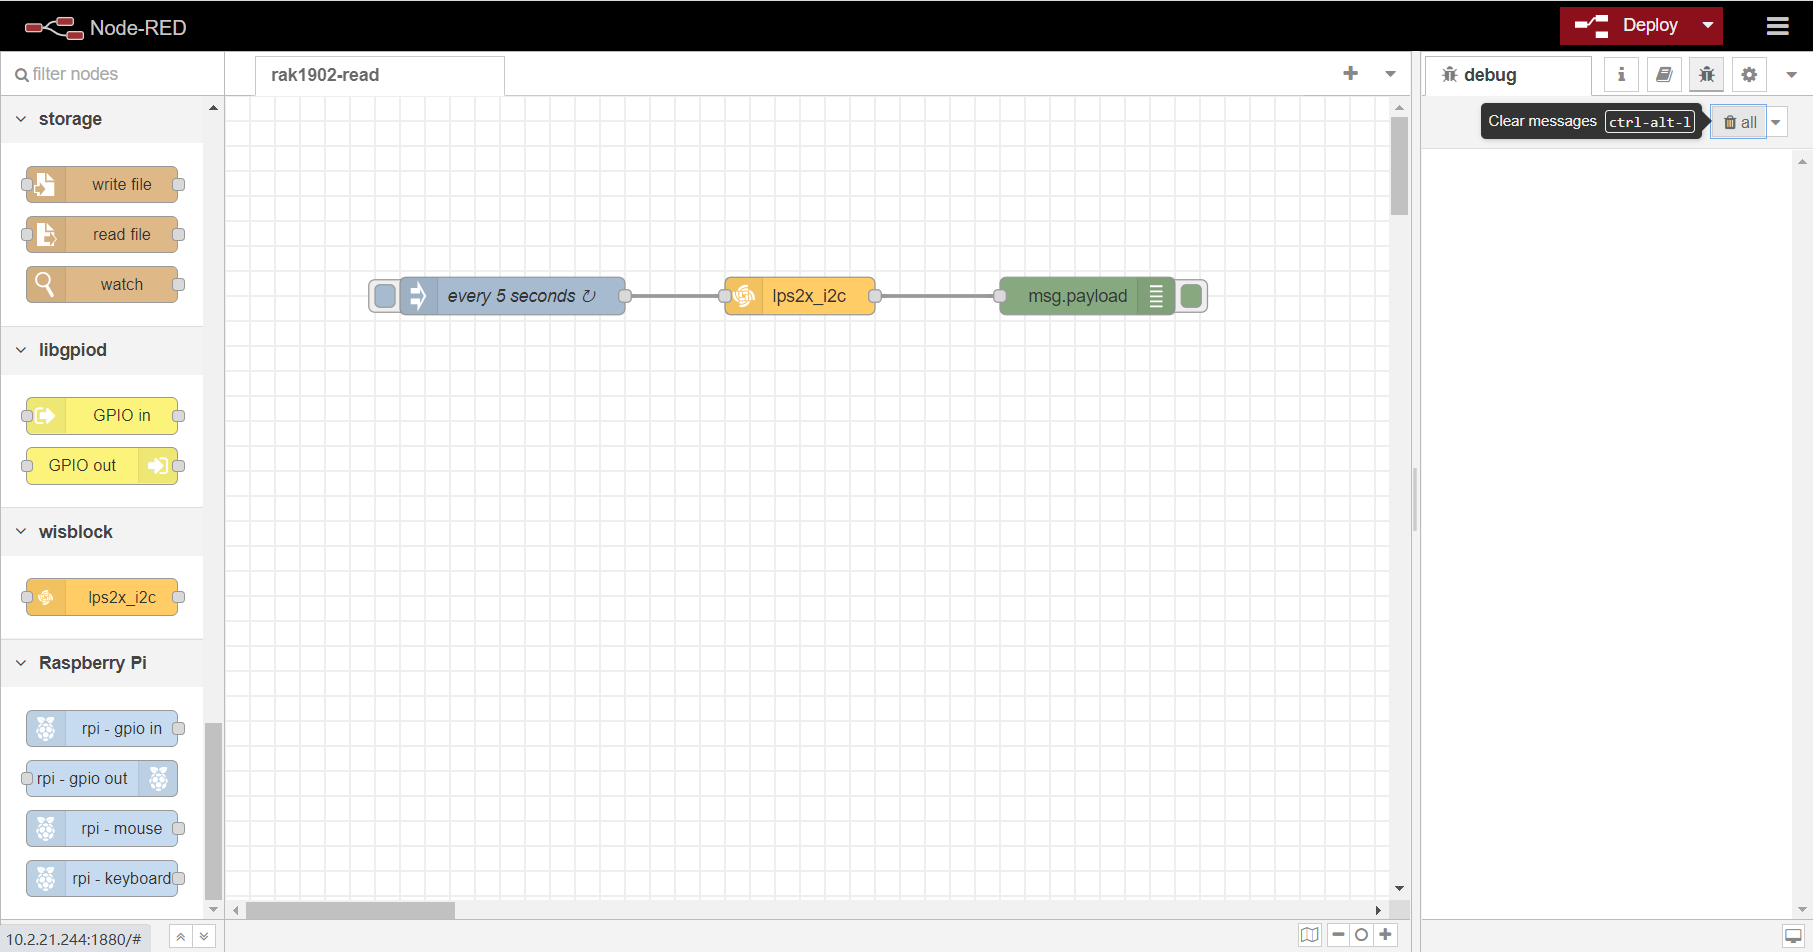 Node-RED
Deploy
filter nodes
rak1902-read
debug
i
Clear messages ctrl-alt-l
all
storage
write file
read file
watch
every 5 seconds ↻
lps2x_i2c
msg.payload
libgpiod
GPIO in
GPIO out
wisblock
lps2x_i2c
Raspberry Pi
rpi - gpio in
rpi - gpio out
rpi - mouse
rpi - keyboard
10.2.21.244:1880/#